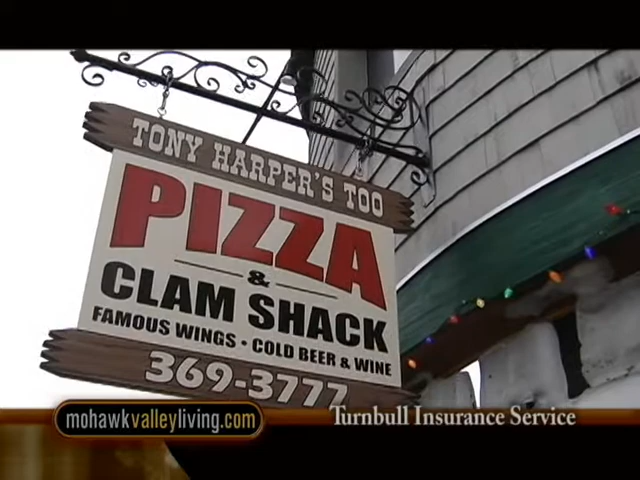 TONY HARPER'S TOO
PIZZA
&
CLAM SHACK
FAMOUS WINGS • COLD BEER & WINE
369-3777
mohawkvalleyliving.com
Turnbull Insurance Service